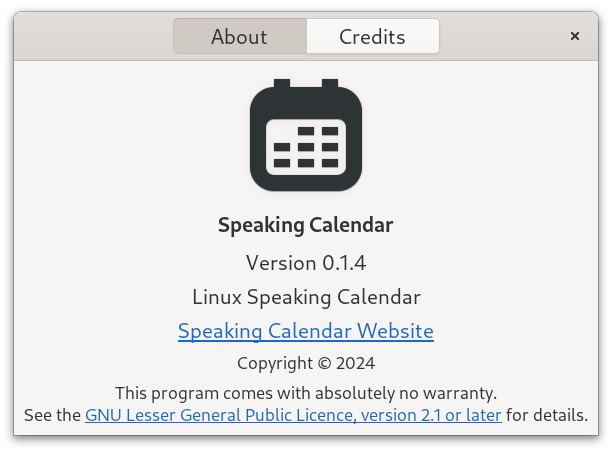 About Credits ×
Speaking Calendar
Version 0.1.4
Linux Speaking Calendar
Speaking Calendar Website
Copyright © 2024
This program comes with absolutely no warranty.
See the GNU Lesser General Public Licence, version 2.1 or later for details.